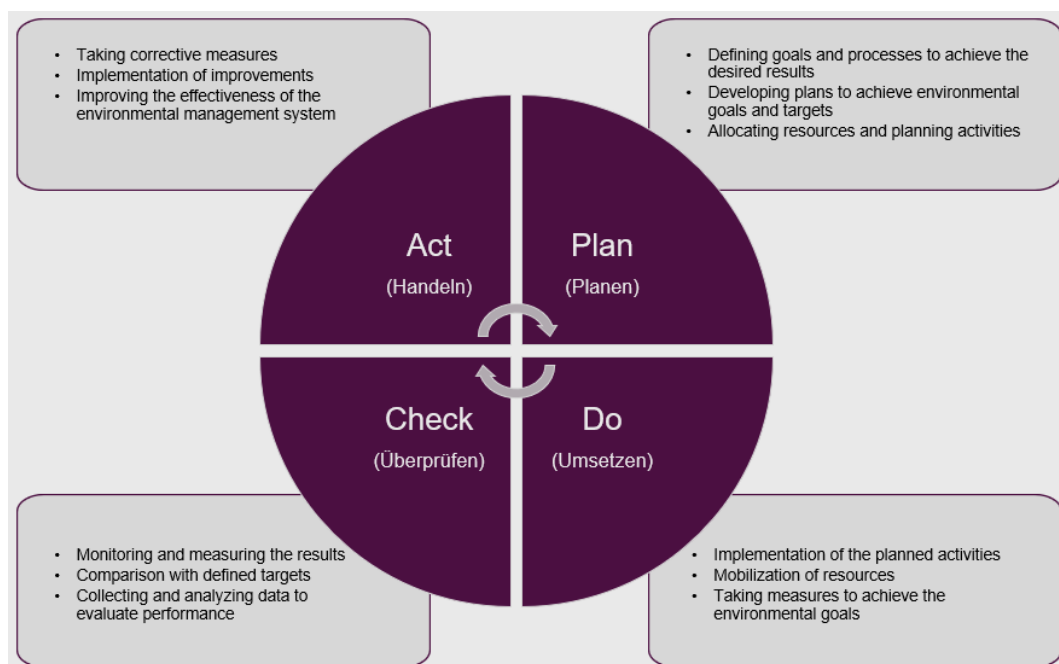 • Taking corrective measures
• Implementation of improvements
• Improving the effectiveness of the
environmental management system
• Defining goals and processes to achieve the
desired results
• Developing plans to achieve environmental
goals and targets
• Allocating resources and planning activities
Act
(Handeln)
Plan
(Planen)
Check
(Überprüfen)
Do
(Umsetzen)
• Monitoring and measuring the results
• Comparison with defined targets
• Collecting and analyzing data to
evaluate performance
• Implementation of the planned activities
• Mobilization of resources
• Taking measures to achieve the
environmental goals